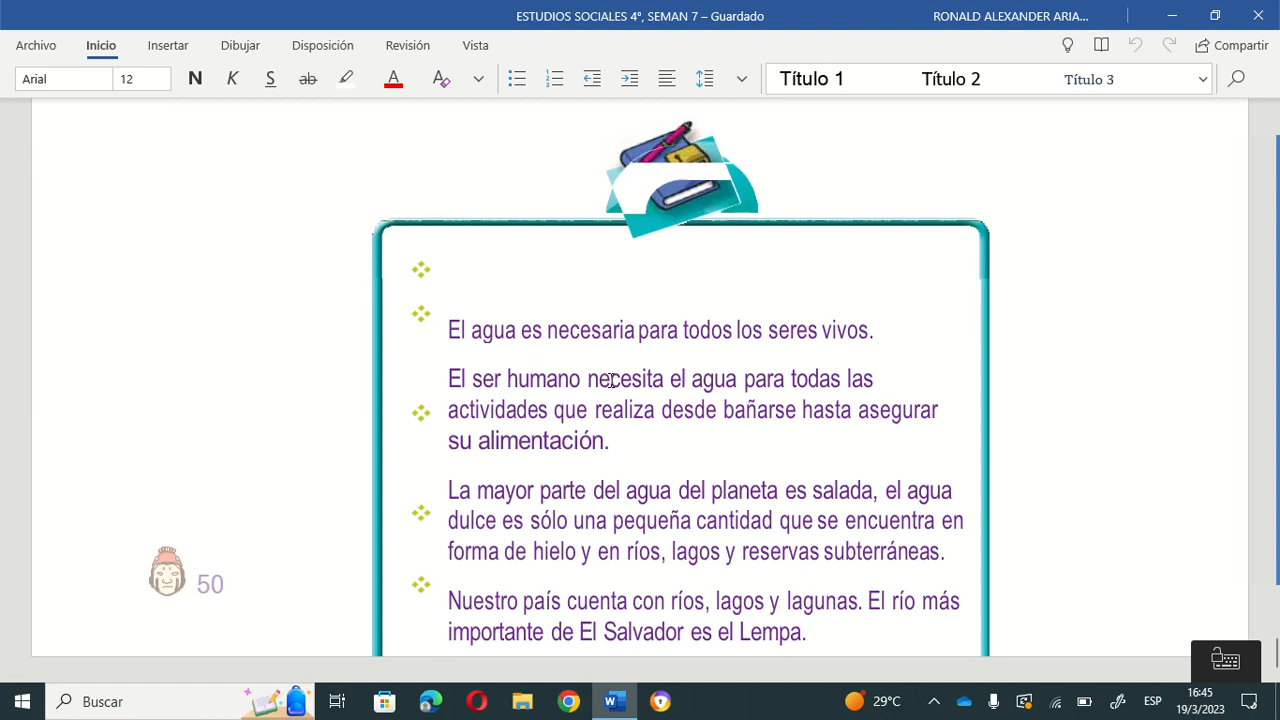 ESTUDIOS SOCIALES 4º, SEMAN 7 – Guardado
RONALD ALEXANDER ARIA...
Archivo
Inicio
Insertar
Dibujar
Disposición
Revisión
Vista
Compartir
Arial
12
N
K
S
ab
A
A
Título 1
Título 2
Título 3
El agua es necesaria para todos los seres vivos.
El ser humano necesita el agua para todas las
actividades que realiza desde bañarse hasta asegurar
su alimentación.
La mayor parte del agua del planeta es salada, el agua
dulce es sólo una pequeña cantidad que se encuentra en
forma de hielo y en ríos, lagos y reservas subterráneas.
Nuestro país cuenta con ríos, lagos y lagunas. El río más
importante de El Salvador es el Lempa.
50
Buscar
29°C
ESP
16:45
19/3/2023